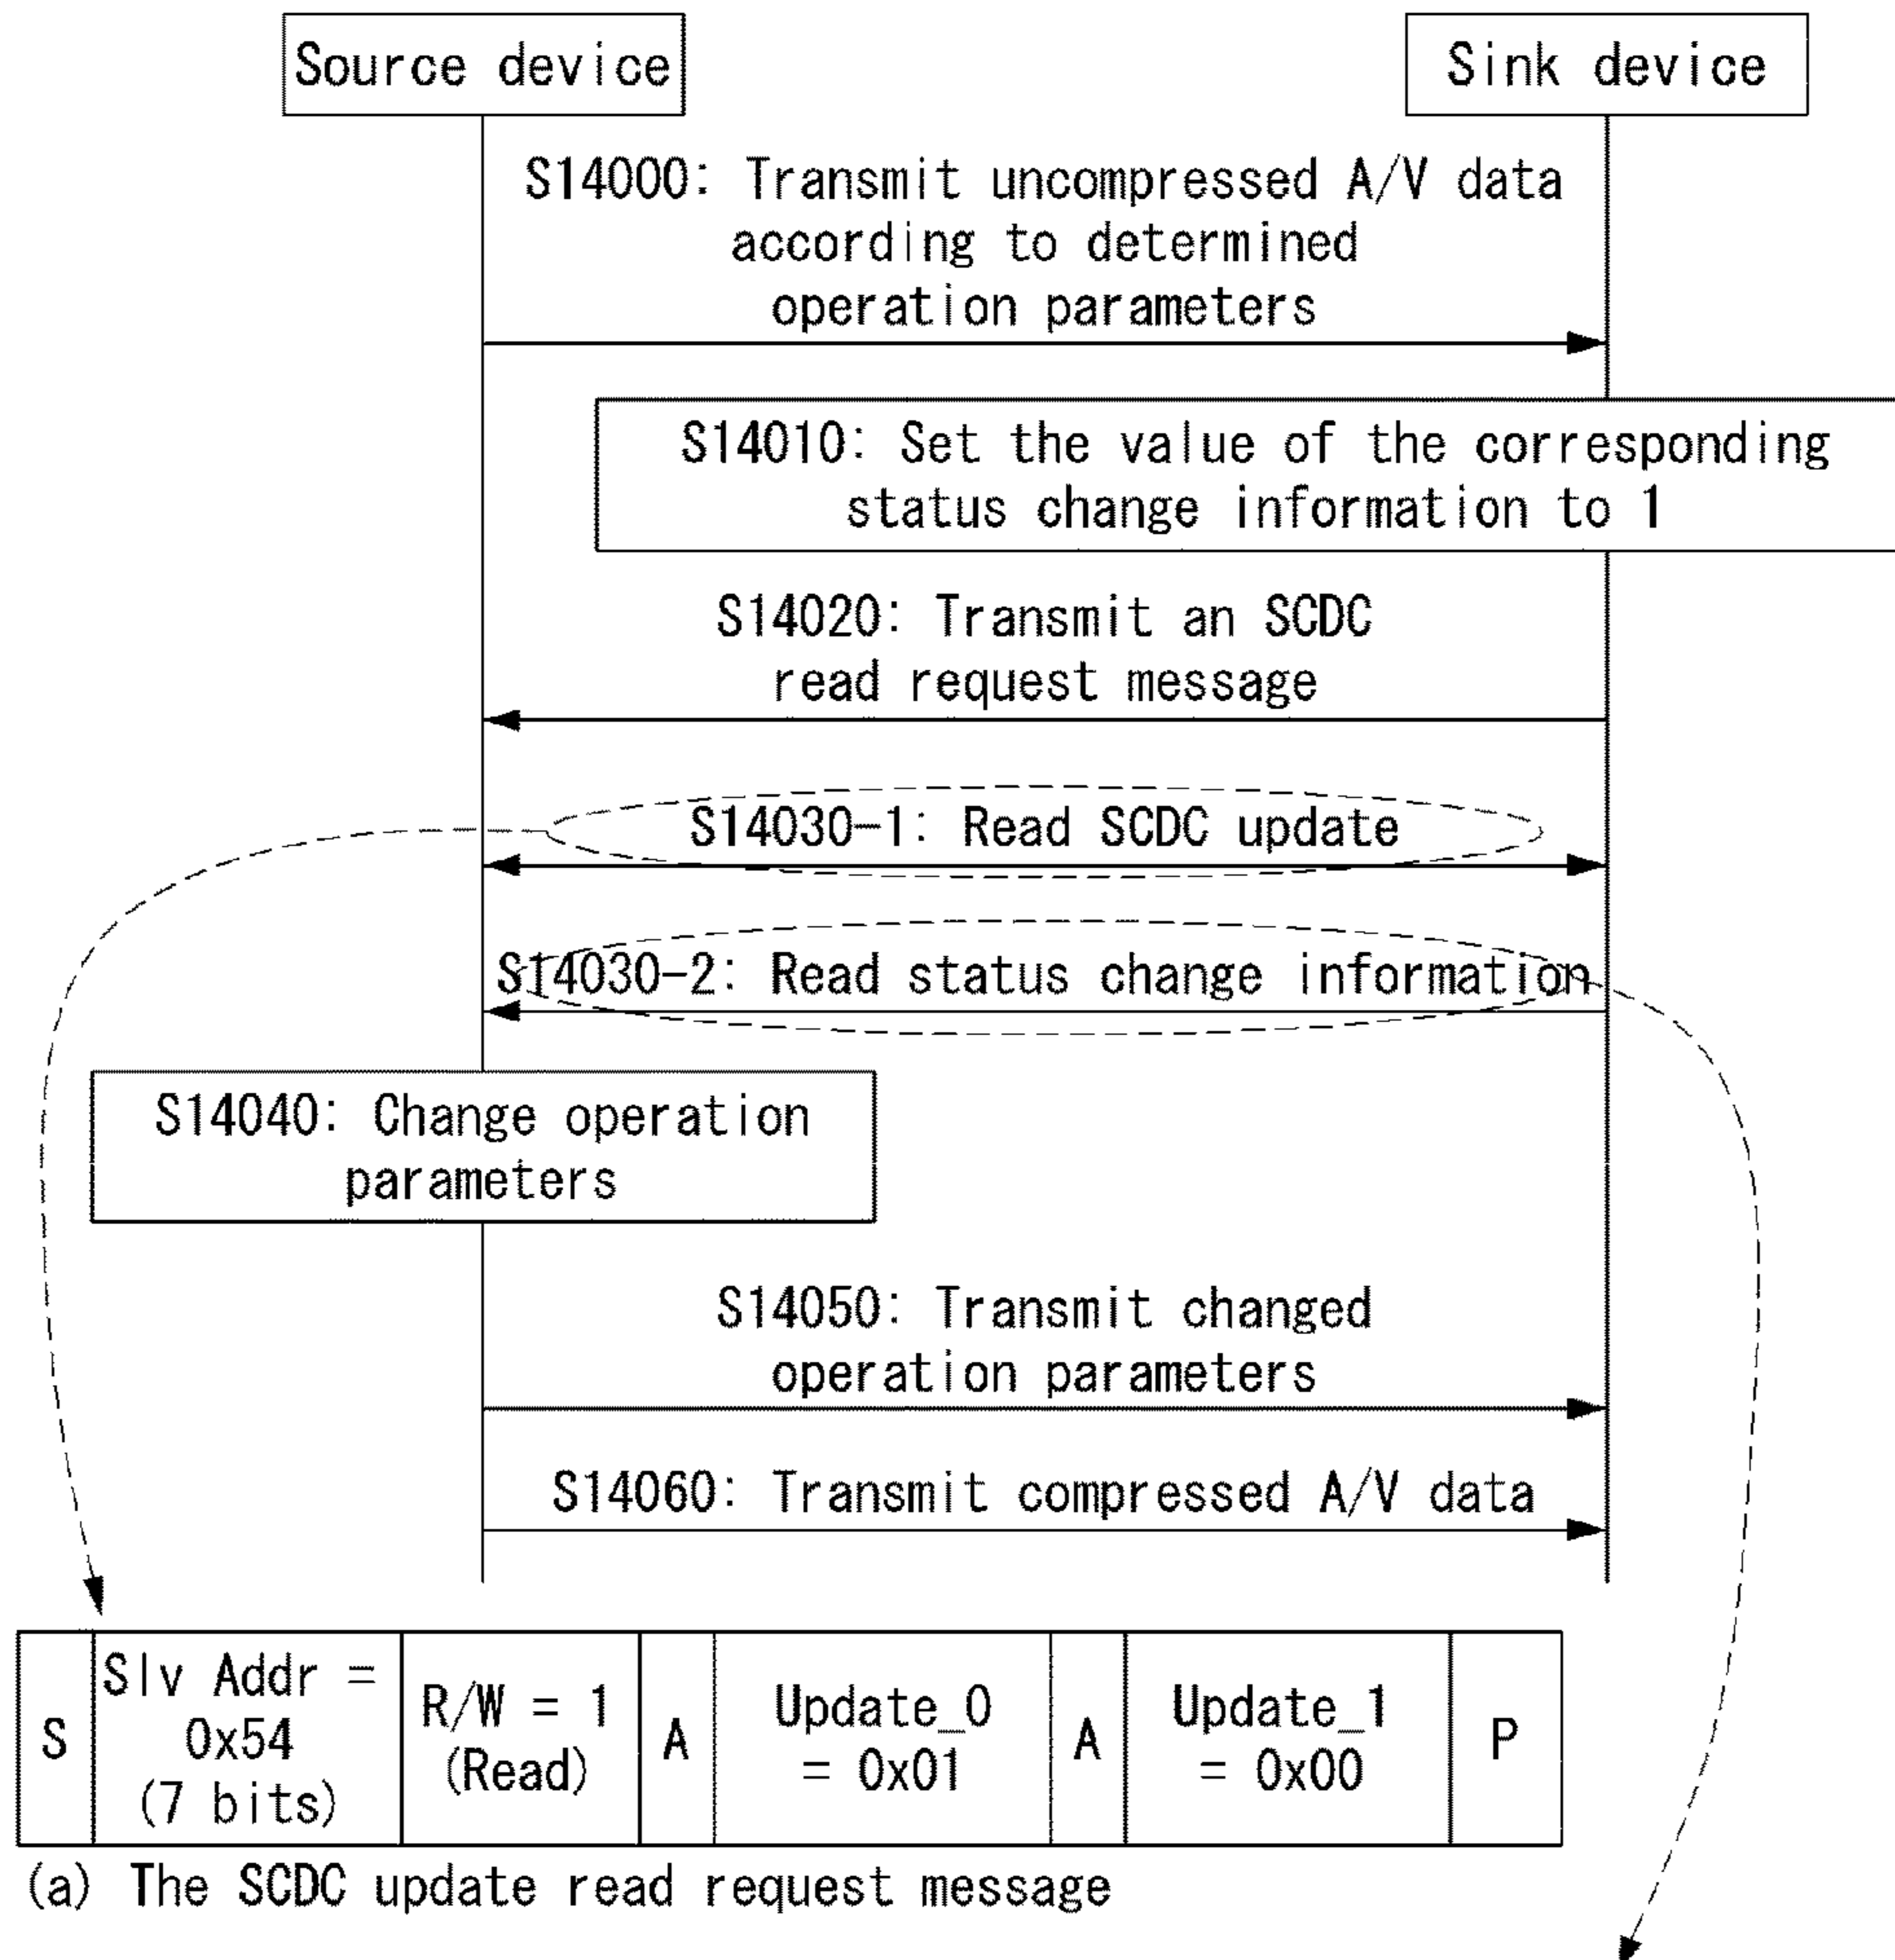 Source device
Sink device
S14000: Transmit uncompressed A/V data
according to determined
operation parameters
S14010: Set the value of the corresponding
status change information to 1
S14020: Transmit an SCDC
read request message
S14030-1: Read SCDC update
S14030-2: Read status change information
S14040: Change operation
parameters
S14050: Transmit changed
operation parameters
S14060: Transmit compressed A/V data
S
Slv Addr =
0x54
(7 bits)
R/W = 1
(Read)
A
Update_0
= 0x01
A
Update_1
= 0x00
P
(a) The SCDC update read request message